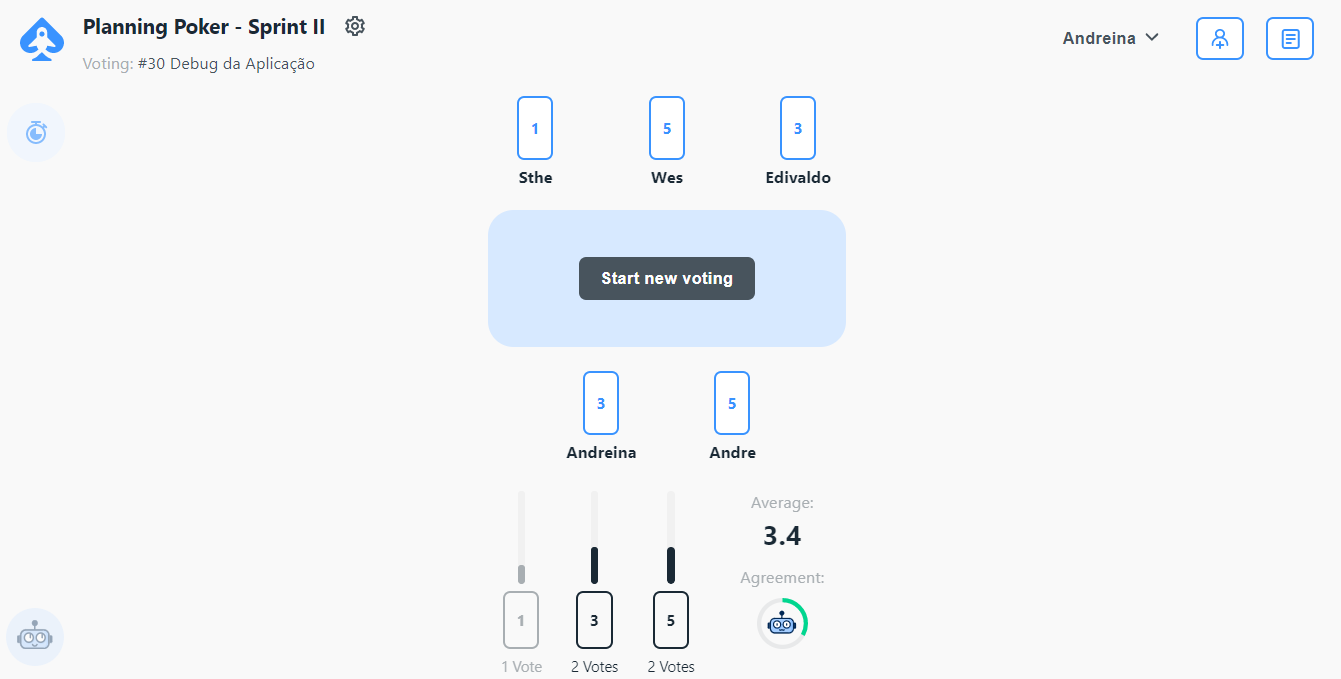 Planning Poker - Sprint II
Voting: #30 Debug da Aplicação
Andreina
1
5
3
Sthe
Wes
Edivaldo
Start new voting
3
5
Andreina
Andre
Average:
3.4
Agreement:
1
3
5
1 Vote
2 Votes
2 Votes